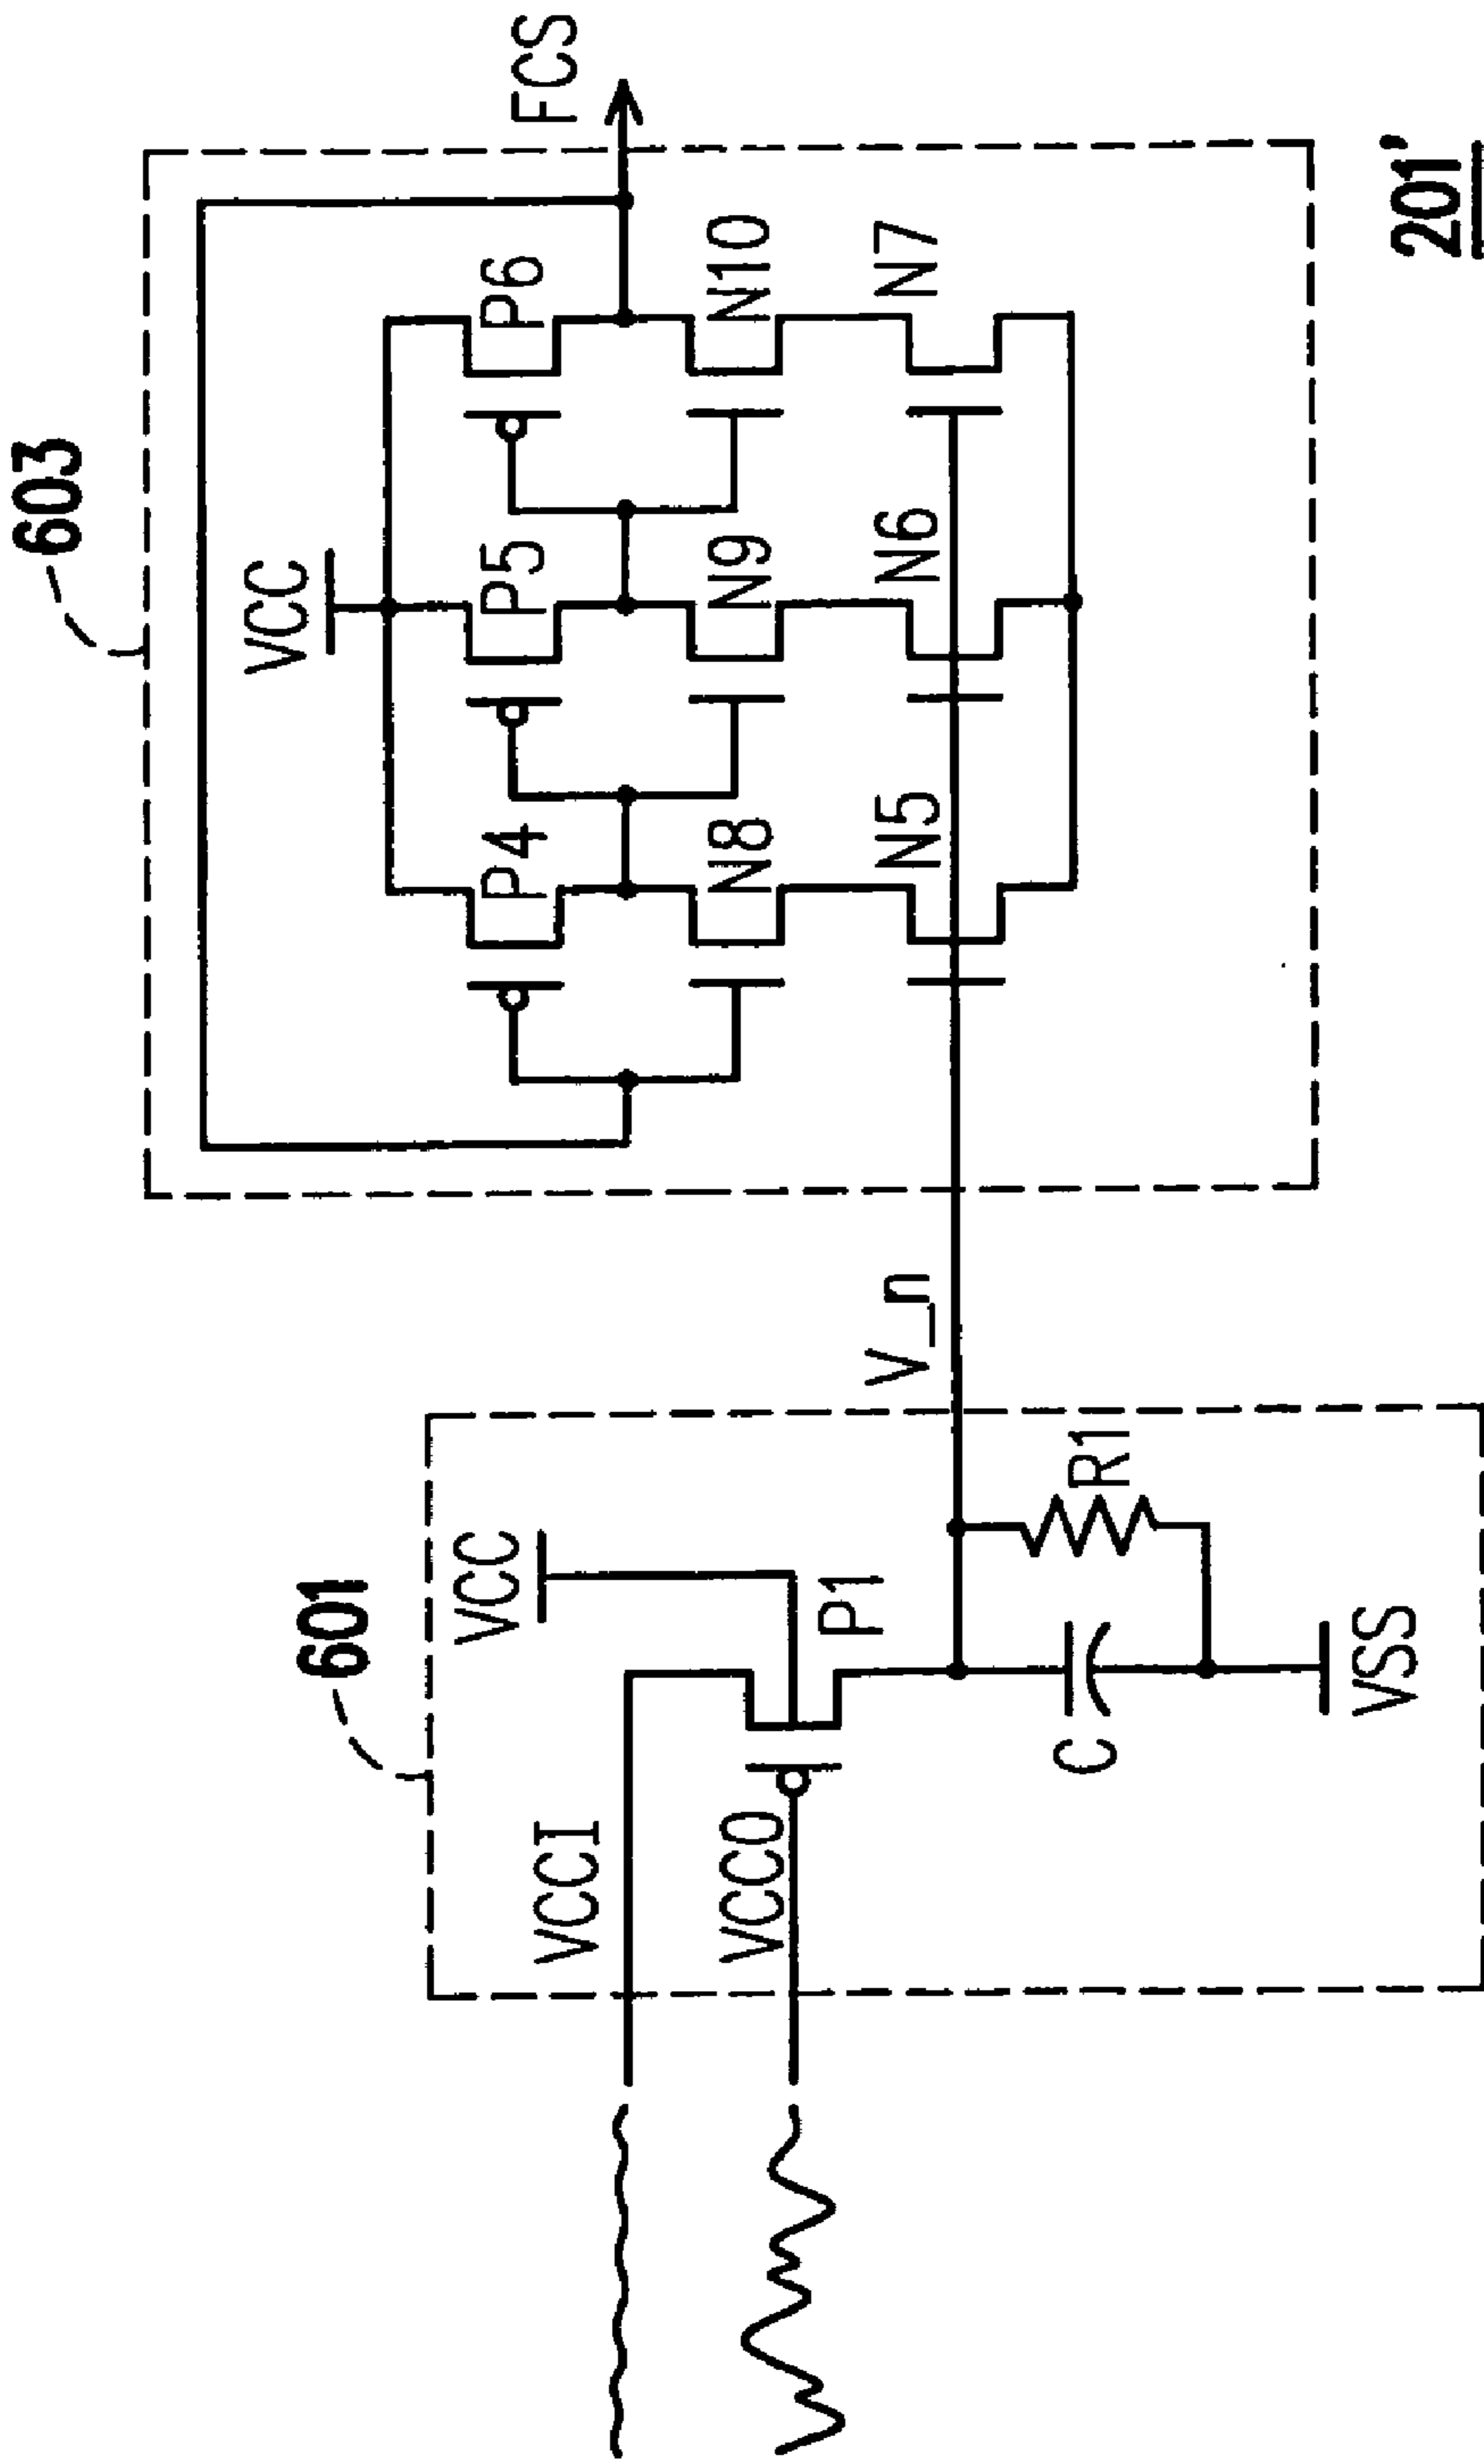 601
VCCI
VCCO
VCC
P1
C
R1
VSS
V_n
603
VCC
P4
P5
P6
N8
N9
N10
N5
N6
N7
FCS
201'